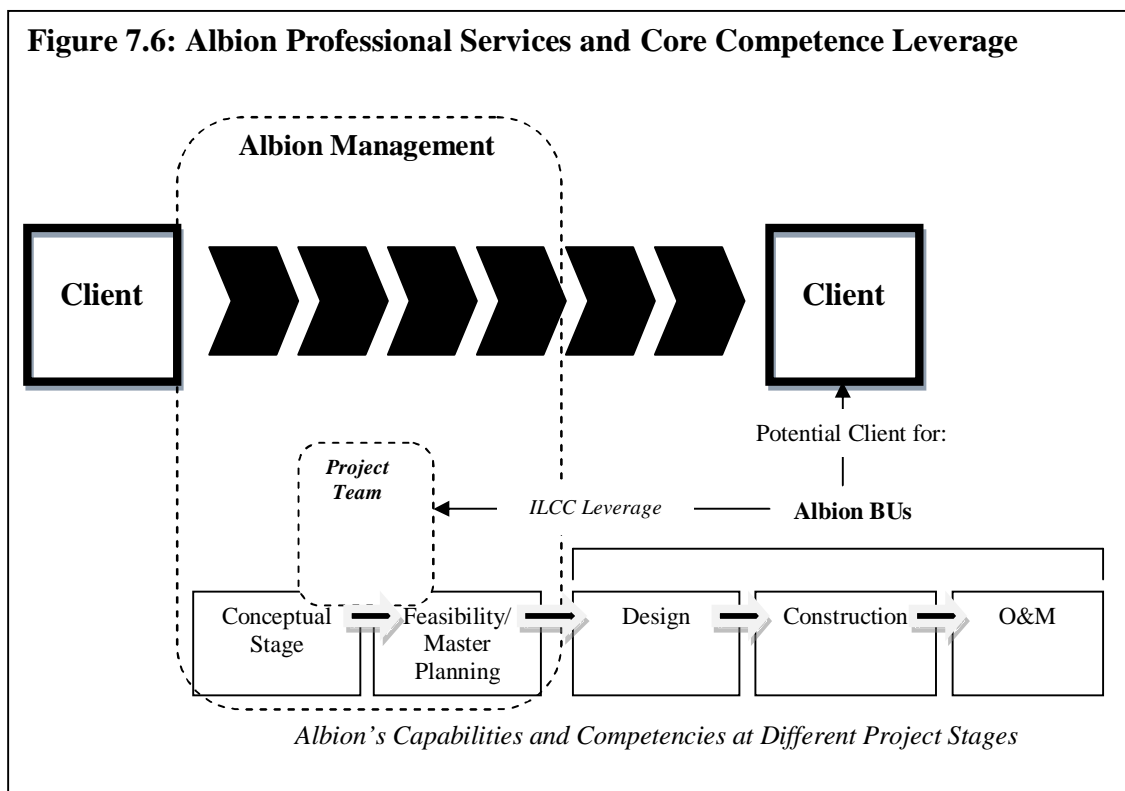 Figure 7.6: Albion Professional Services and Core Competence Leverage
Albion Management
Client
Client
Potential Client for:
Project
Team
ILCC Leverage
Albion BUs
Conceptual
Stage
Feasibility/
Master
Planning
Design
Construction
O&M
Albion’s Capabilities and Competencies at Different Project Stages